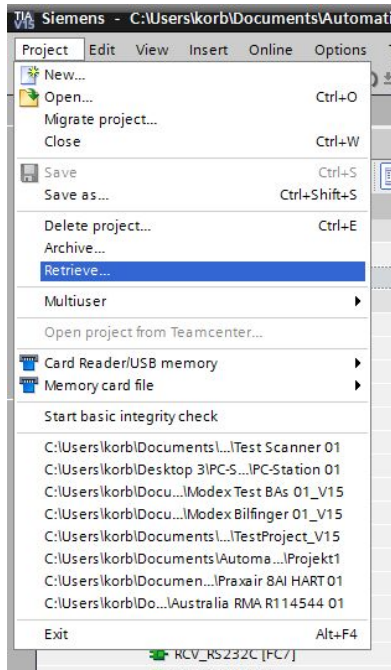 TIA V15 Siemens - C:\Users\korb\Documents\Automati
Project Edit View Insert Online Options
New...
Open... Ctrl+O
Migrate project...
Close Ctrl+W
Save Ctrl+S
Save as... Ctrl+Shift+S
Delete project... Ctrl+E
Archive...
Retrieve...
Multiuser
Open project from Teamcenter...
Card Reader/USB memory
Memory card file
Start basic integrity check
C:\Users\korb\Documents\...\Test Scanner 01
C:\Users\korb\Desktop 3\PC-S...\PC-Station 01
C:\Users\korb\Docu...\Modex Test BAs 01_V15
C:\Users\korb\Docu...\Modex Bilfinger 01_V15
C:\Users\korb\Documents\...\TestProject_V15
C:\Users\korb\Documents\Automa...\Projekt1
C:\Users\korb\Documen...\Praxair 8AI HART 01
C:\Users\korb\Do...\Australia RMA R114544 01
Exit Alt+F4
RCV_RS232C [FC7]